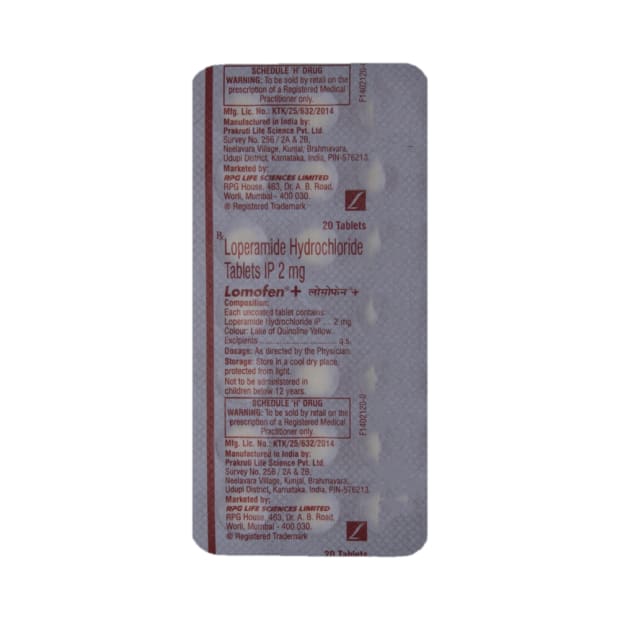 SCHEDULE 'H' DRUG
WARNING: To be sold by retail on the
prescription of a Registered Medical
Practitioner only.
F1402120-
Mfg. Lic. No.: KTK/25/632/2014
Manufactured in India by:
Prakruti Life Science Pvt. Ltd.
Survey No. 256 / 2A & 2B,
Neelavara Village, Kunjal, Brahmavara,
Udupi District, Karnataka, India, PIN-576213.
Marketed by:
RPG LIFE SCIENCES LIMITED
RPG House, 463, Dr. A. B. Road,
Worli, Mumbai - 400 030.
® Registered Trademark
20 Tablets
Rx
Loperamide Hydrochloride
Tablets IP 2 mg
Lomofen®+ लोमोफेन®+
Composition:
Each uncoated tablet contains:
Loperamide Hydrochloride IP ... 2 mg
Colour: Lake of Quinoline Yellow.
Excipients ........................ q.s.
Dosage: As directed by the Physician.
Storage: Store in a cool dry place,
protected from light.
Not to be administered in
children below 12 years.
SCHEDULE 'H' DRUG
WARNING: To be sold by retail on the
prescription of a Registered Medical
Practitioner only.
F1402120-0
Mfg. Lic. No.: KTK/25/632/2014
Manufactured in India by:
Prakruti Life Science Pvt. Ltd.
Survey No. 256 / 2A & 2B,
Neelavara Village, Kunjal, Brahmavara,
Udupi District, Karnataka, India, PIN-576213.
Marketed by:
RPG LIFE SCIENCES LIMITED
RPG House, 463, Dr. A. B. Road,
Worli, Mumbai - 400 030.
® Registered Trademark
20 Tablets